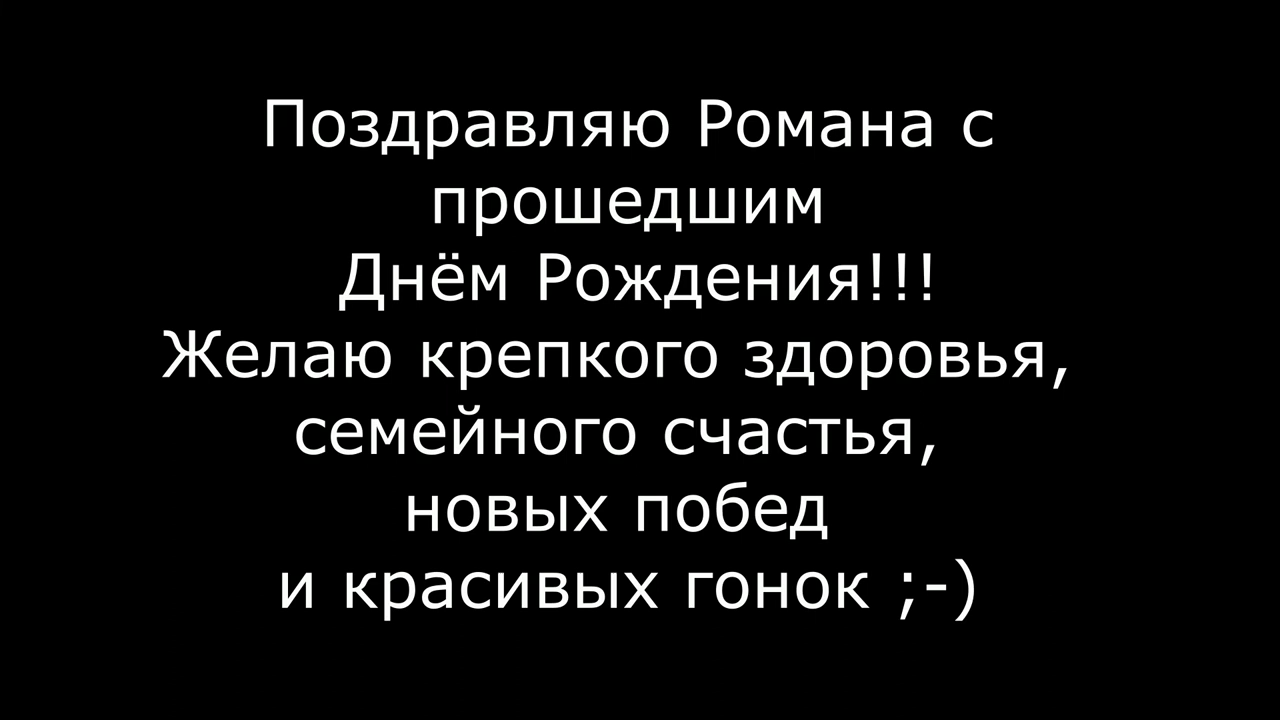 Поздравляю Романа с
прошедшим
Днём Рождения!!!
Желаю крепкого здоровья,
семейного счастья,
новых побед
и красивых гонок ;-)